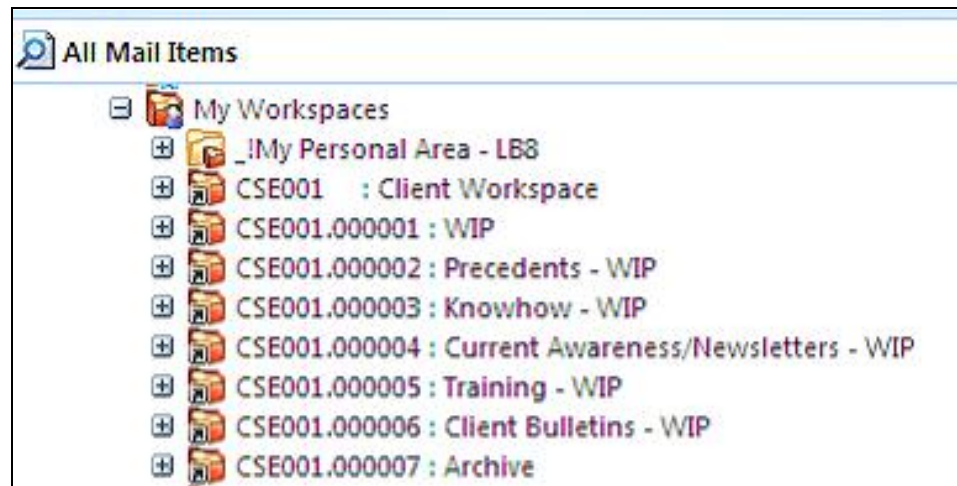 All Mail Items
My Workspaces
_!My Personal Area - LB8
CSE001 : Client Workspace
CSE001.000001 : WIP
CSE001.000002 : Precedents - WIP
CSE001.000003 : Knowhow - WIP
CSE001.000004 : Current Awareness/Newsletters - WIP
CSE001.000005 : Training - WIP
CSE001.000006 : Client Bulletins - WIP
CSE001.000007 : Archive